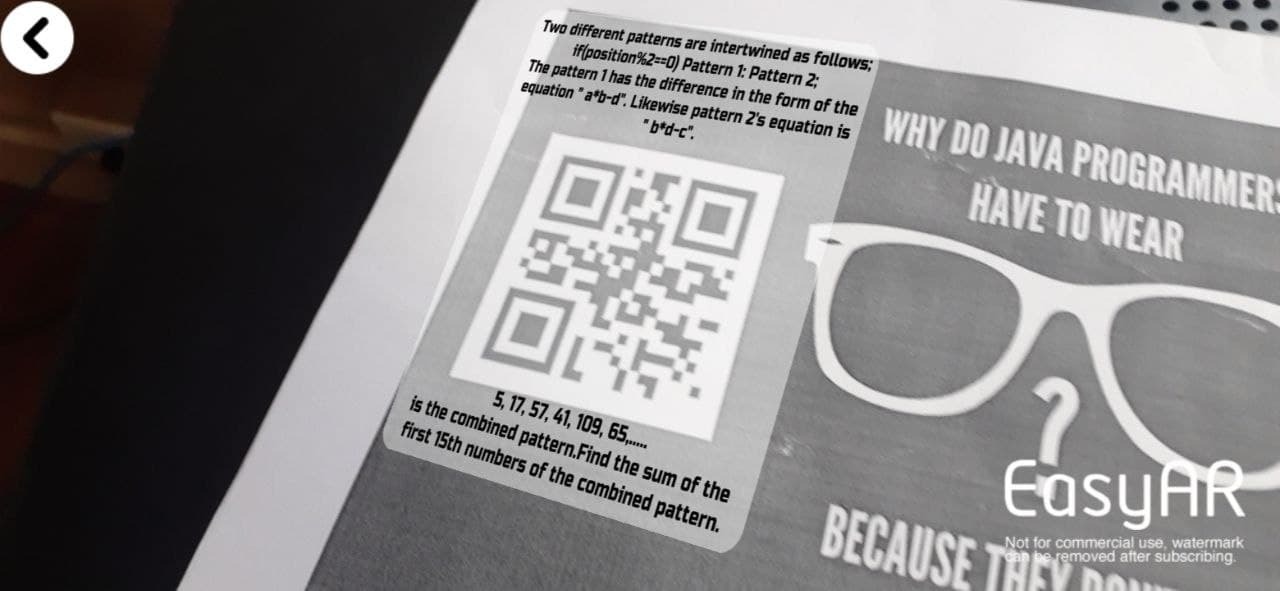 Two different patterns are intertwined as follows;
if(position%2==0) Pattern 1: Pattern 2;
The pattern 1 has the difference in the form of the
equation " a*b-d". Likewise pattern 2's equation is
" b*d-c".
5, 17, 57, 41, 109, 65,.....
is the combined pattern.Find the sum of the
first 15th numbers of the combined pattern.
WHY DO JAVA PROGRAMMERS
HAVE TO WEAR
?
BECAUSE THEY DON'T
EasyAR
Not for commercial use, watermark
can be removed after subscribing.